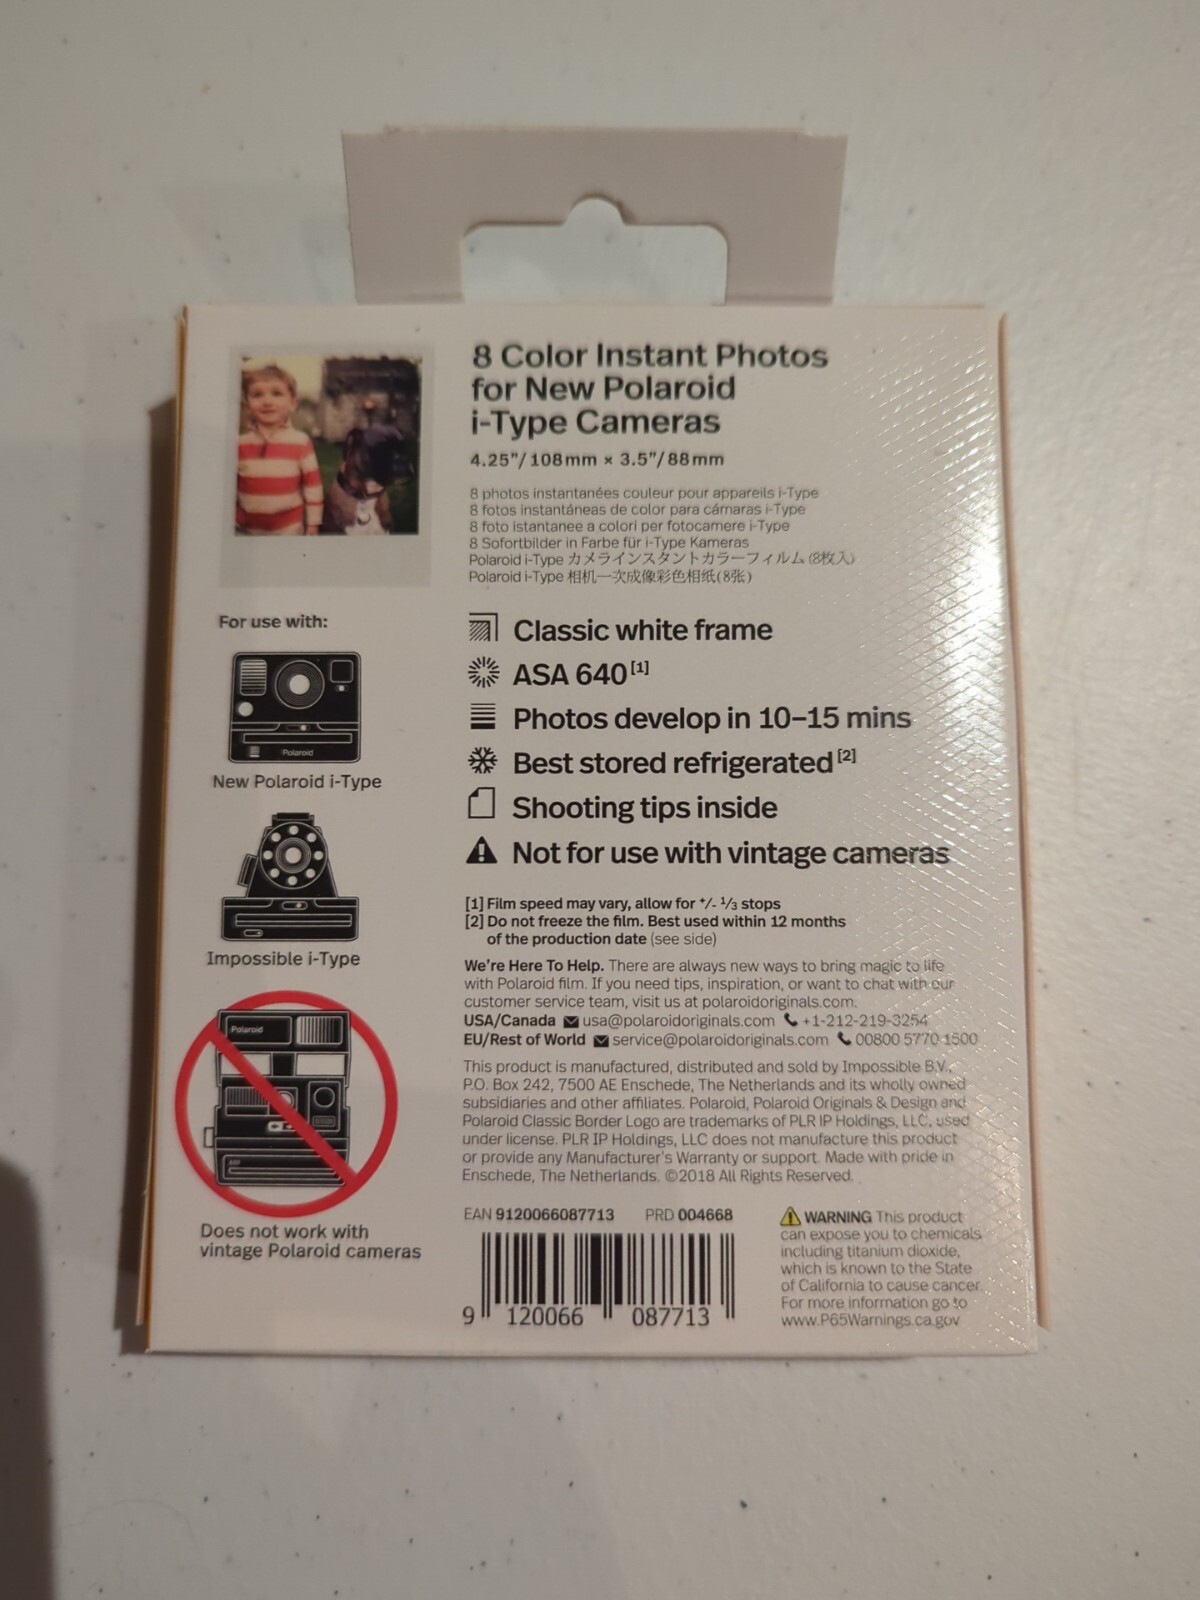 8 Color Instant Photos
for New Polaroid
i-Type Cameras
4.25"/108mm × 3.5"/88mm
8 photos instantanées couleur pour appareils i-Type
8 fotos instantáneas de color para cámaras i-Type
8 foto istantanee a colori per fotocamere i-Type
8 Sofortbilder in Farbe für i-Type Kameras
Polaroid i-Type カメラインスタントカラーフィルム (8枚入)
Polaroid i-Type 相机一次成像彩色相纸(8张)
For use with:
Polaroid
New Polaroid i-Type
Impossible i-Type
Polaroid
Does not work with
vintage Polaroid cameras
Classic white frame
ASA 640[1]
Photos develop in 10–15 mins
Best stored refrigerated[2]
Shooting tips inside
Not for use with vintage cameras
[1] Film speed may vary, allow for +/- 1/3 stops
[2] Do not freeze the film. Best used within 12 months
of the production date (see side)
We're Here To Help. There are always new ways to bring magic to life
with Polaroid film. If you need tips, inspiration, or want to chat with our
customer service team, visit us at polaroidoriginals.com.
USA/Canada usa@polaroidoriginals.com +1-212-219-3254
EU/Rest of World service@polaroidoriginals.com 00800 5770 1500
This product is manufactured, distributed and sold by Impossible B.V.,
P.O. Box 242, 7500 AE Enschede, The Netherlands and its wholly owned
subsidiaries and other affiliates. Polaroid, Polaroid Originals & Design and
Polaroid Classic Border Logo are trademarks of PLR IP Holdings, LLC, used
under license. PLR IP Holdings, LLC does not manufacture this product
or provide any Manufacturer's Warranty or support. Made with pride in
Enschede, The Netherlands. ©2018 All Rights Reserved.
EAN 9120066087713 PRD 004668
9 120066 087713
WARNING This product
can expose you to chemicals
including titanium dioxide,
which is known to the State
of California to cause cancer.
For more information go to
www.P65Warnings.ca.gov